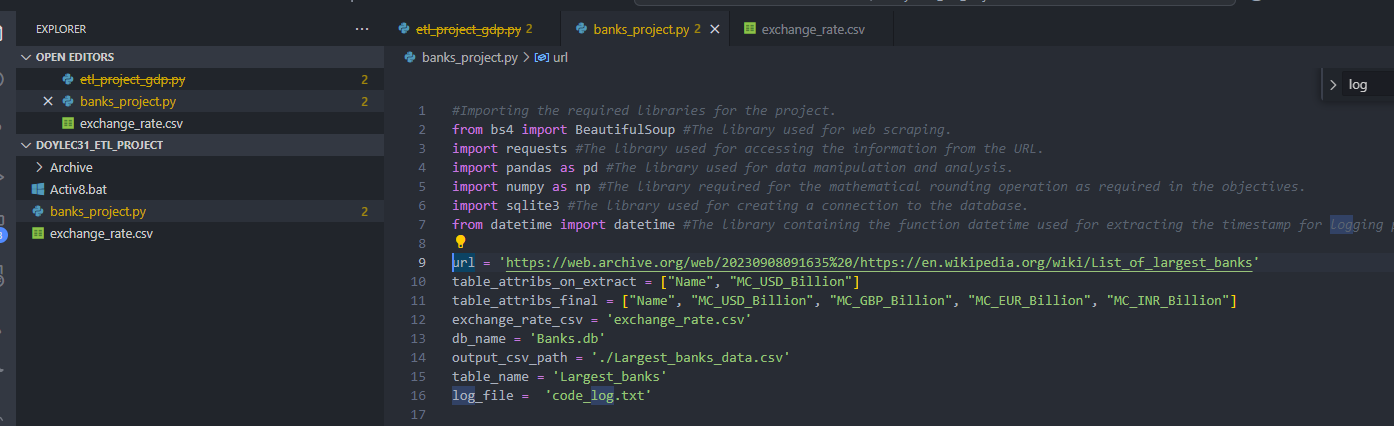 EXPLORER
...
OPEN EDITORS
etl_project_gdp.py 2
banks_project.py 2
exchange_rate.csv
DOYLEC31_ETL_PROJECT
Archive
Activ8.bat
banks_project.py 2
exchange_rate.csv
etl_project_gdp.py 2
banks_project.py 2
exchange_rate.csv
banks_project.py > url
log
1 #Importing the required libraries for the project.
2 from bs4 import BeautifulSoup #The library used for web scraping.
3 import requests #The library used for accessing the information from the URL.
4 import pandas as pd #The library used for data manipulation and analysis.
5 import numpy as np #The library required for the mathematical rounding operation as required in the objectives.
6 import sqlite3 #The library used for creating a connection to the database.
7 from datetime import datetime #The library containing the function datetime used for extracting the timestamp for logging
8
9 url = 'https://web.archive.org/web/20230908091635%20/https://en.wikipedia.org/wiki/List_of_largest_banks'
10 table_attribs_on_extract = ["Name", "MC_USD_Billion"]
11 table_attribs_final = ["Name", "MC_USD_Billion", "MC_GBP_Billion", "MC_EUR_Billion", "MC_INR_Billion"]
12 exchange_rate_csv = 'exchange_rate.csv'
13 db_name = 'Banks.db'
14 output_csv_path = './Largest_banks_data.csv'
15 table_name = 'Largest_banks'
16 log_file =  'code_log.txt'
17